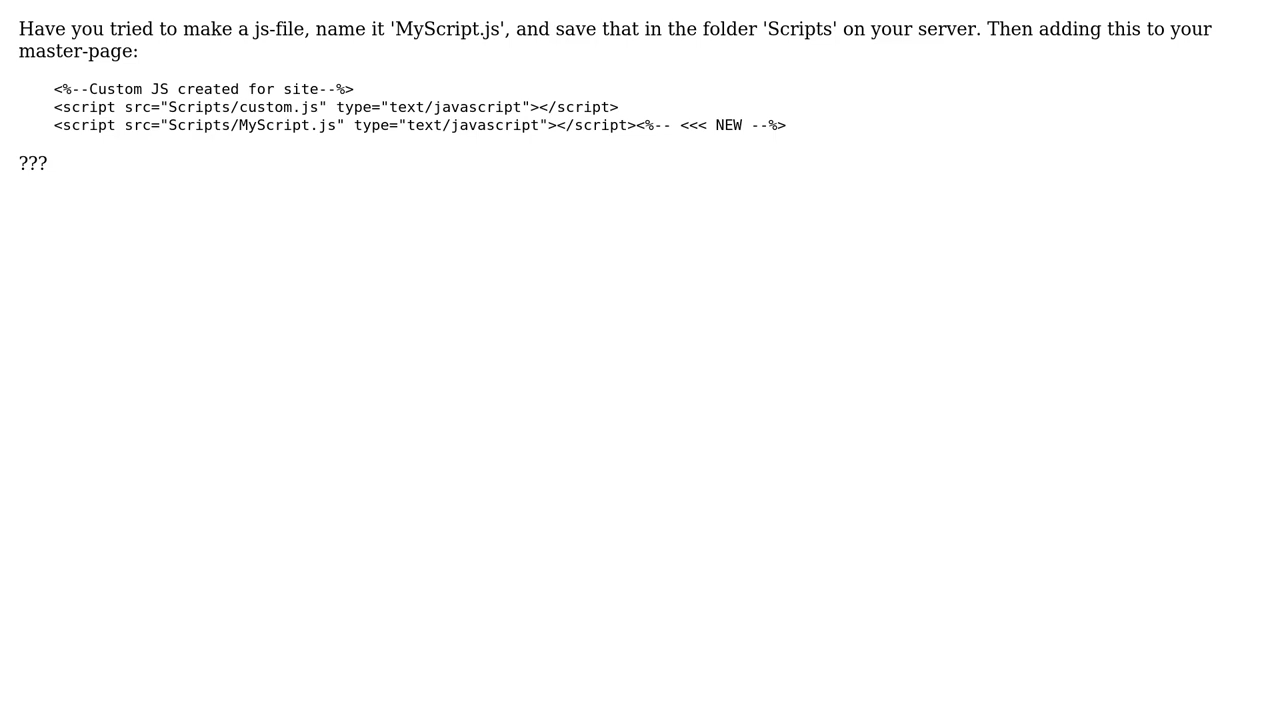 Have you tried to make a js-file, name it 'MyScript.js', and save that in the folder 'Scripts' on your server. Then adding this to your
master-page:
<%--Custom JS created for site--%>
<script src="Scripts/custom.js" type="text/javascript"></script>
<script src="Scripts/MyScript.js" type="text/javascript"></script><%-- <<< NEW --%>
???